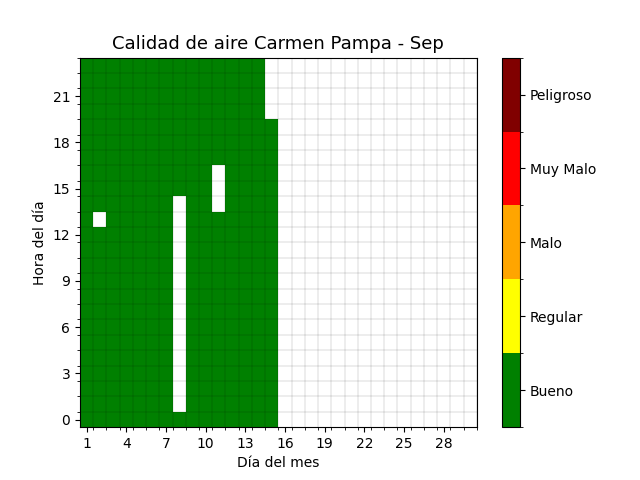 Calidad de aire Carmen Pampa - Sep
21
18
15
12
9
6
3
0
Hora del día
1 4 7 10 13 16 19 22 25 28
Día del mes
Peligroso
Muy Malo
Malo
Regular
Bueno